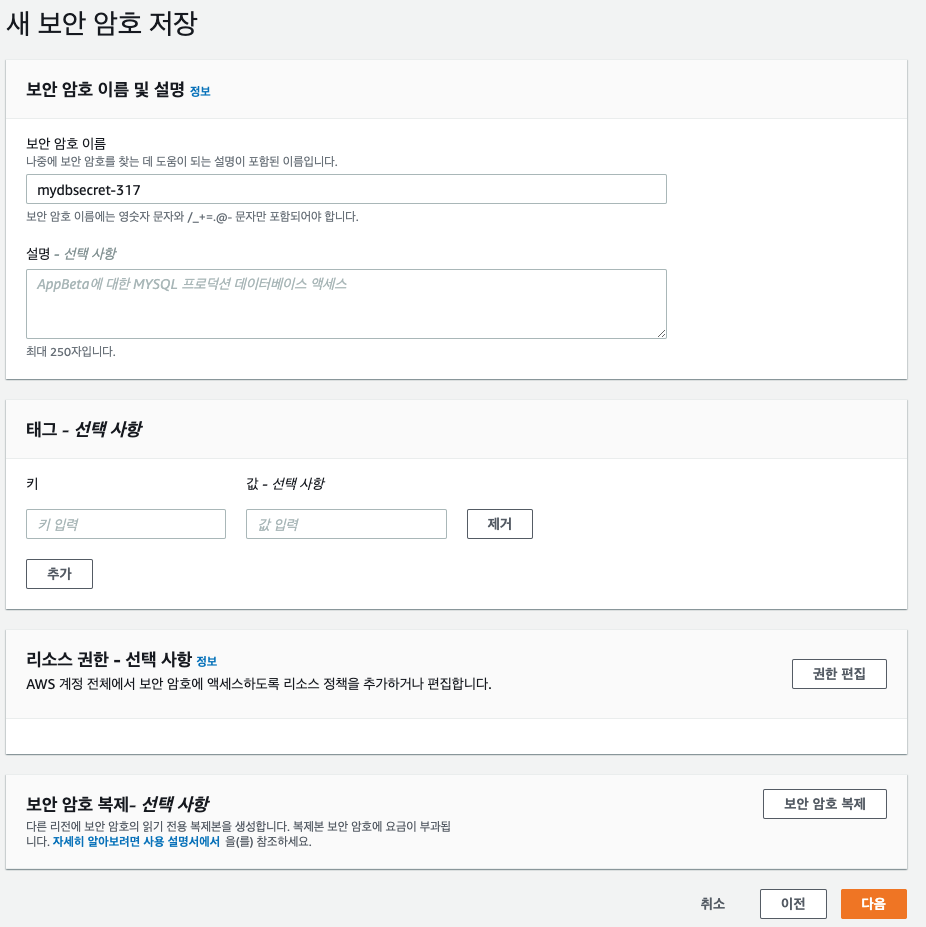 새 보안 암호 저장
보안 암호 이름 및 설명 정보
보안 암호 이름
나중에 보안 암호를 찾는 데 도움이 되는 설명이 포함된 이름입니다.
mydbsecret-317
보안 암호 이름에는 영숫자 문자와 /_+=.@- 문자만 포함되어야 합니다.
설명 - 선택 사항
AppBeta에 대한 MYSQL 프로덕션 데이터베이스 액세스
최대 250자입니다.
태그 - 선택 사항
키 값 - 선택 사항
키 입력 값 입력 제거
추가
리소스 권한 - 선택 사항 정보
AWS 계정 전체에서 보안 암호에 액세스하도록 리소스 정책을 추가하거나 편집합니다.
권한 편집
보안 암호 복제- 선택 사항
다른 리전에 보안 암호의 읽기 전용 복제본을 생성합니다. 복제본 보안 암호에 요금이 부과됩
니다. 자세히 알아보려면 사용 설명서에서 을(를) 참조하세요.
보안 암호 복제
취소 이전 다음